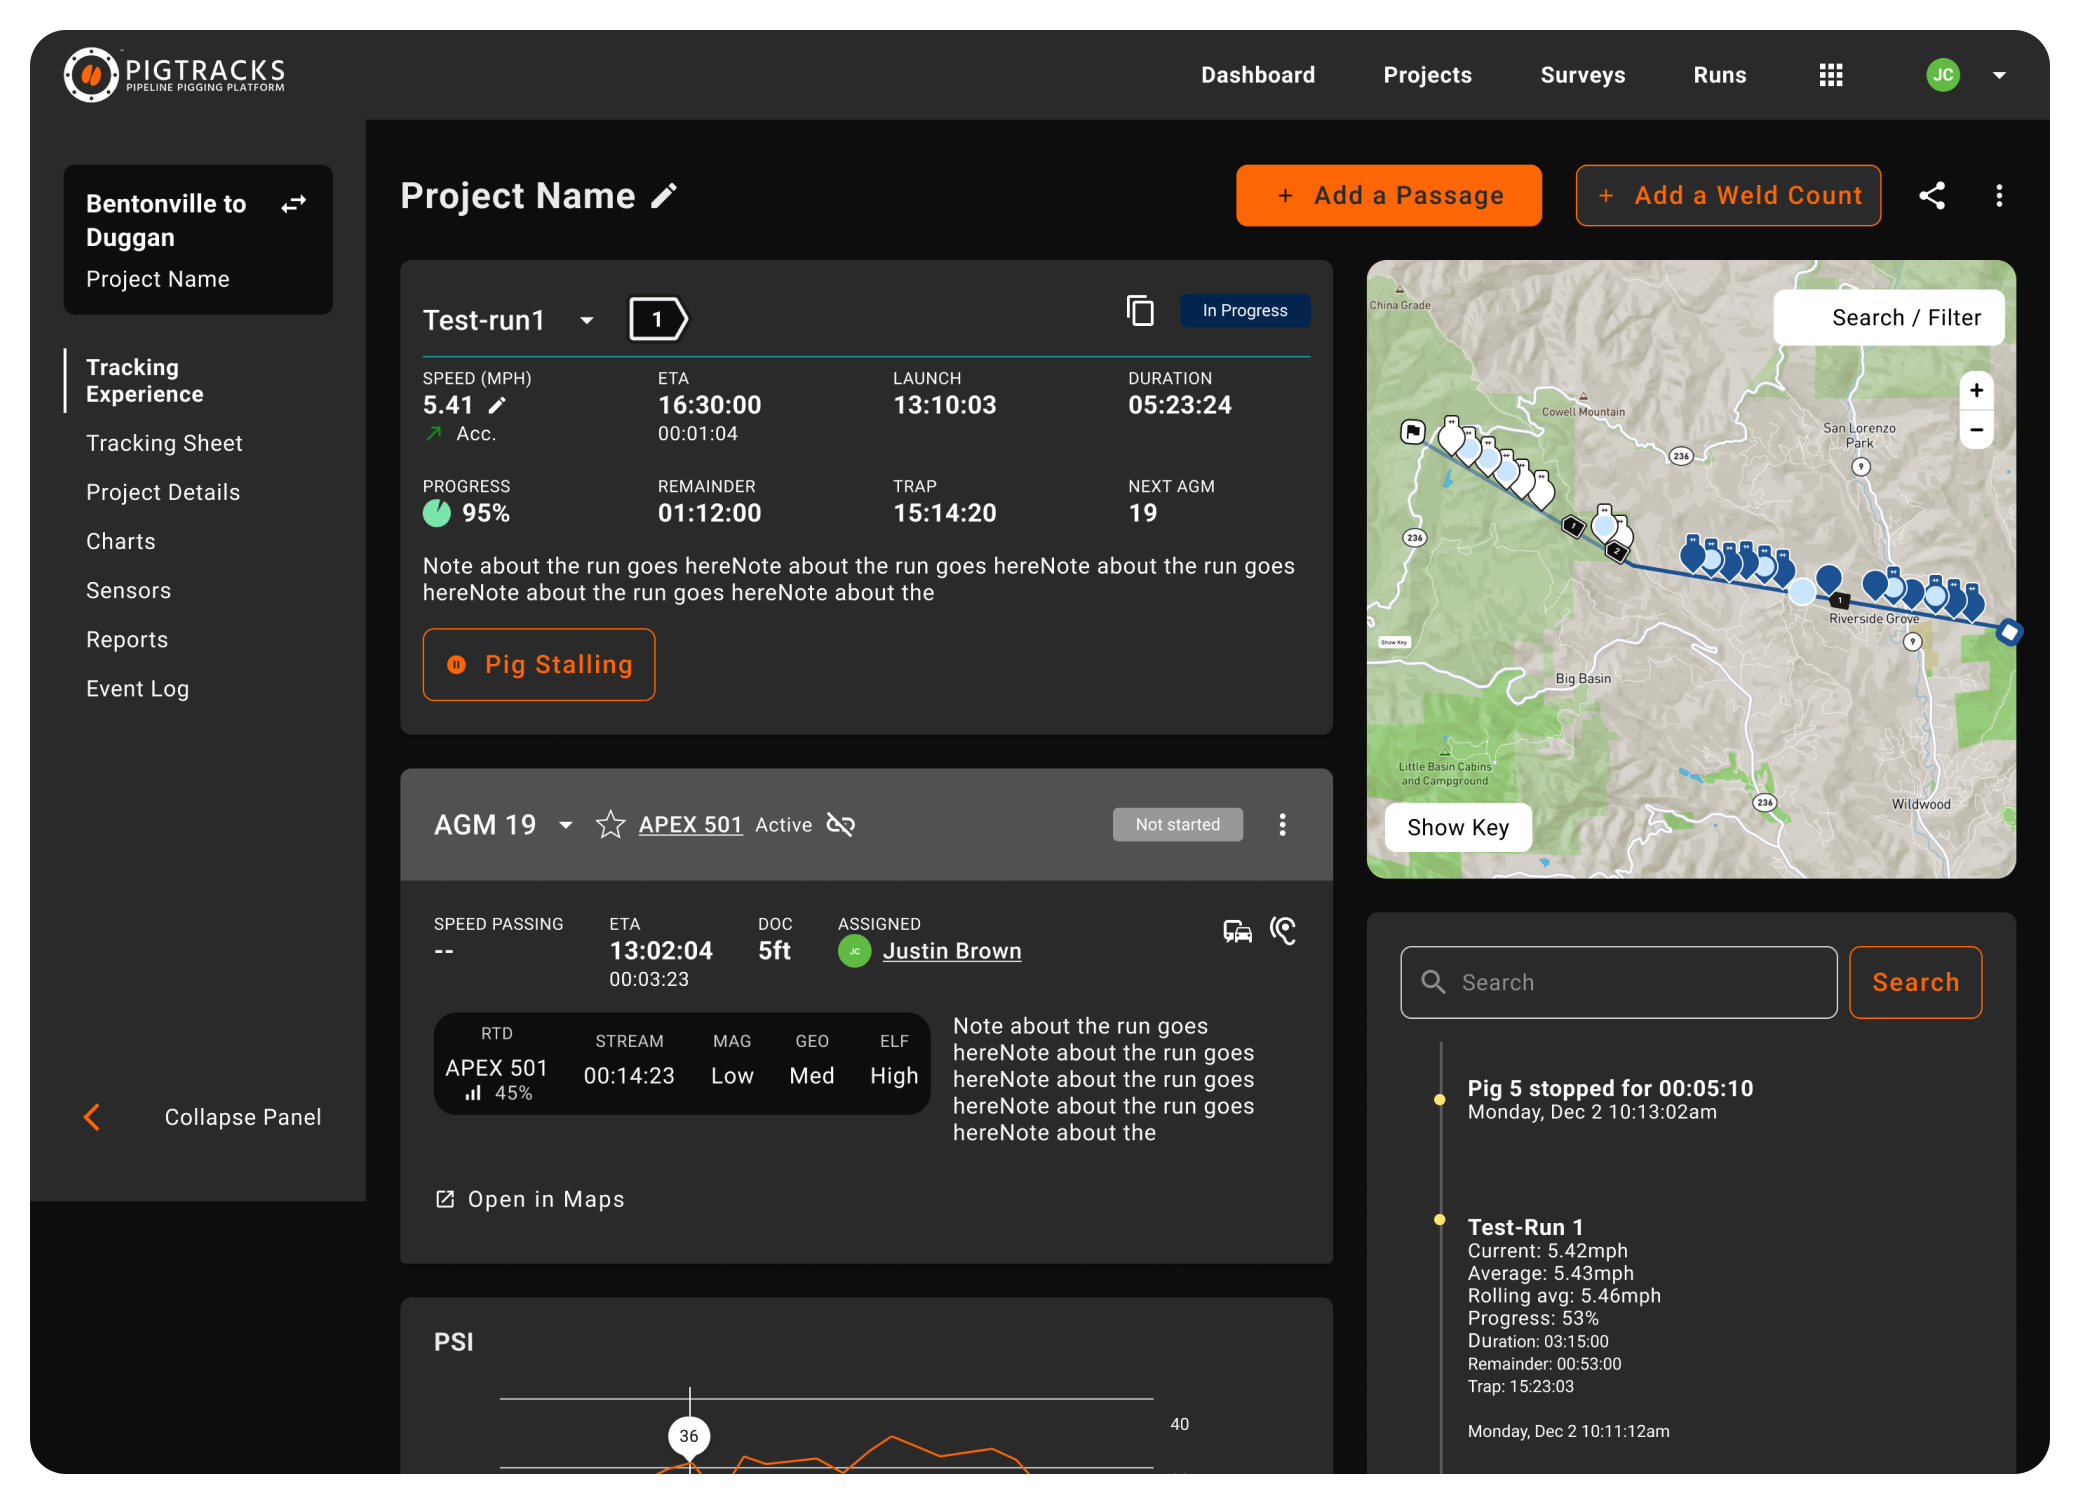 PIGTRACKS
PIPELINE PIGGING PLATFORM
Dashboard
Projects
Surveys
Runs
JC
Bentonville to
Duggan
Project Name
Tracking
Experience
Tracking Sheet
Project Details
Charts
Sensors
Reports
Event Log
Collapse Panel
Project Name
+ Add a Passage
+ Add a Weld Count
Test-run1
1
In Progress
SPEED (MPH)
5.41
Acc.
ETA
16:30:00
00:01:04
LAUNCH
13:10:03
DURATION
05:23:24
PROGRESS
95%
REMAINDER
01:12:00
TRAP
15:14:20
NEXT AGM
19
Note about the run goes hereNote about the run goes hereNote about the run goes
hereNote about the run goes hereNote about the
Pig Stalling
AGM 19
APEX 501
Active
Not started
SPEED PASSING
--
ETA
13:02:04
00:03:23
DOC
5ft
ASSIGNED
JC
Justin Brown
RTD
APEX 501
45%
STREAM
00:14:23
MAG
Low
GEO
Med
ELF
High
Note about the run goes
hereNote about the run goes
hereNote about the run goes
hereNote about the run goes
hereNote about the
Open in Maps
PSI
36
40
China Grade
Search / Filter
+
−
Cowell Mountain
San Lorenzo
Park
236
9
236
1
2
1
Riverside Grove
9
Show Key
Big Basin
Little Basin Cabins
and Campground
236
Wildwood
Show Key
Search
Search
Pig 5 stopped for 00:05:10
Monday, Dec 2 10:13:02am
Test-Run 1
Current: 5.42mph
Average: 5.43mph
Rolling avg: 5.46mph
Progress: 53%
Duration: 03:15:00
Remainder: 00:53:00
Trap: 15:23:03
Monday, Dec 2 10:11:12am